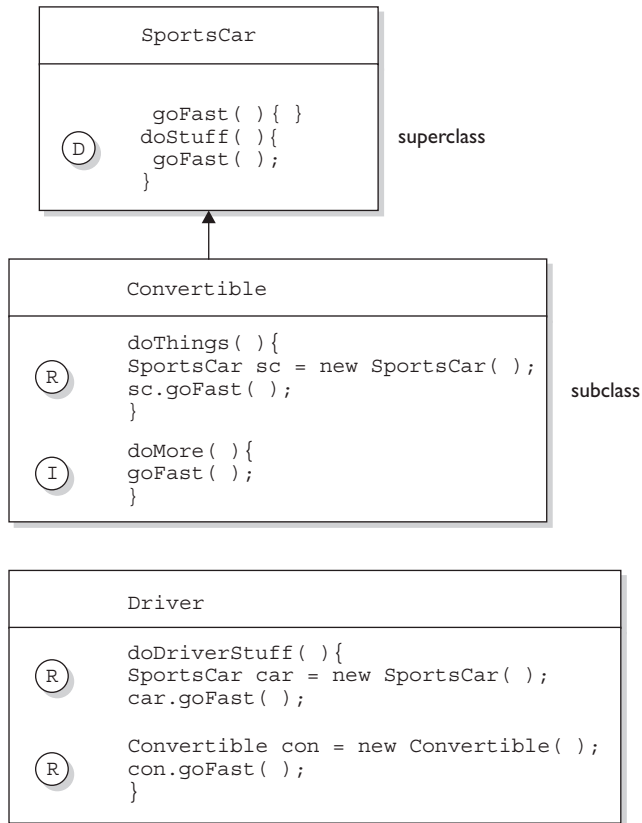 SportsCar
goFast( ){ }
D
doStuff( ){
goFast( );
}
superclass
Convertible
R
doThings( ){
SportsCar sc = new SportsCar( );
sc.goFast( );
}
subclass
I
doMore( ){
goFast( );
}
Driver
R
doDriverStuff( ){
SportsCar car = new SportsCar( );
car.goFast( );
R
Convertible con = new Convertible( );
con.goFast( );
}